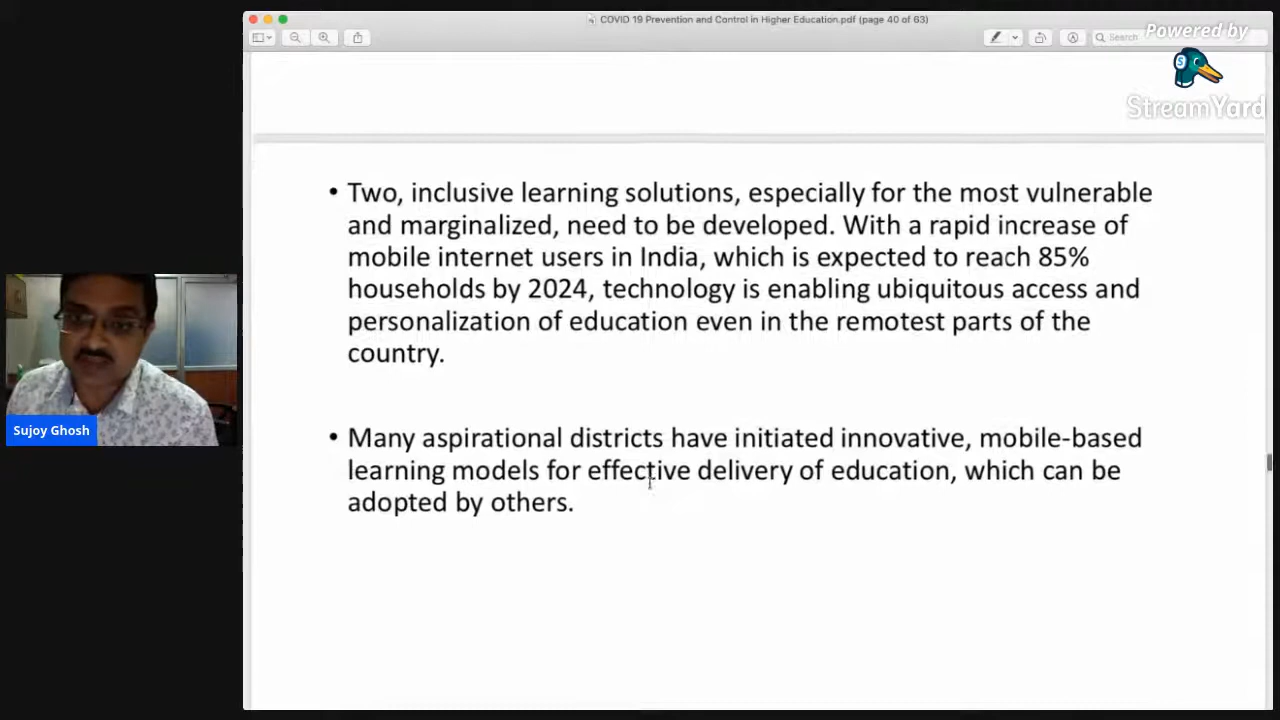 COVID 19 Prevention and Control in Higher Education.pdf (page 40 of 63)
Search
Powered by
StreamYard
• Two, inclusive learning solutions, especially for the most vulnerable
and marginalized, need to be developed. With a rapid increase of
mobile internet users in India, which is expected to reach 85%
households by 2024, technology is enabling ubiquitous access and
personalization of education even in the remotest parts of the
country.
• Many aspirational districts have initiated innovative, mobile-based
learning models for effective delivery of education, which can be
adopted by others.
Sujoy Ghosh